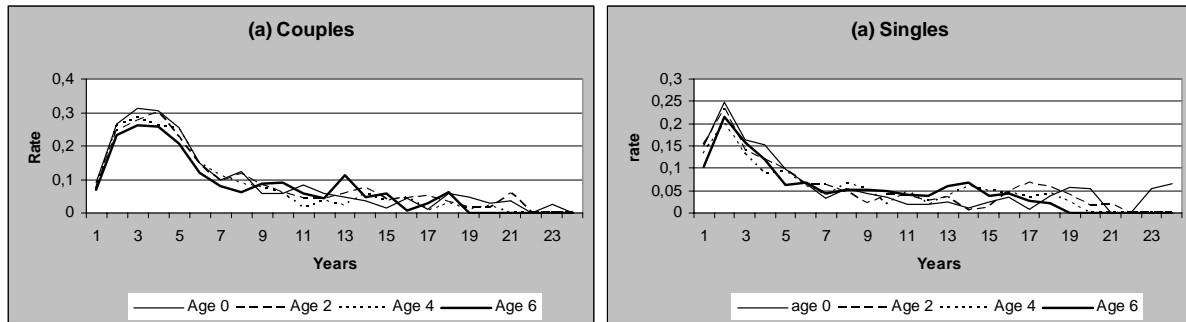 (a) Couples
0,4
0,3
0,2
0,1
0
Rate
1 3 5 7 9 11 13 15 17 19 21 23
Years
Age 0 Age 2 Age 4 Age 6
(a) Singles
0,3
0,25
0,2
0,15
0,1
0,05
0
rate
1 3 5 7 9 11 13 15 17 19 21 23
Years
age 0 Age 2 Age 4 Age 6